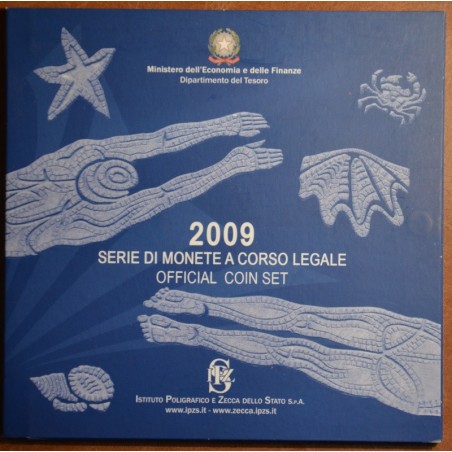 Ministero dell'Economia e delle Finanze
Dipartimento del Tesoro
2009
SERIE DI MONETE A CORSO LEGALE
OFFICIAL COIN SET
ISTITUTO POLIGRAFICO E ZECCA DELLO STATO S.P.A.
www.ipzs.it - www.zecca.ipzs.it